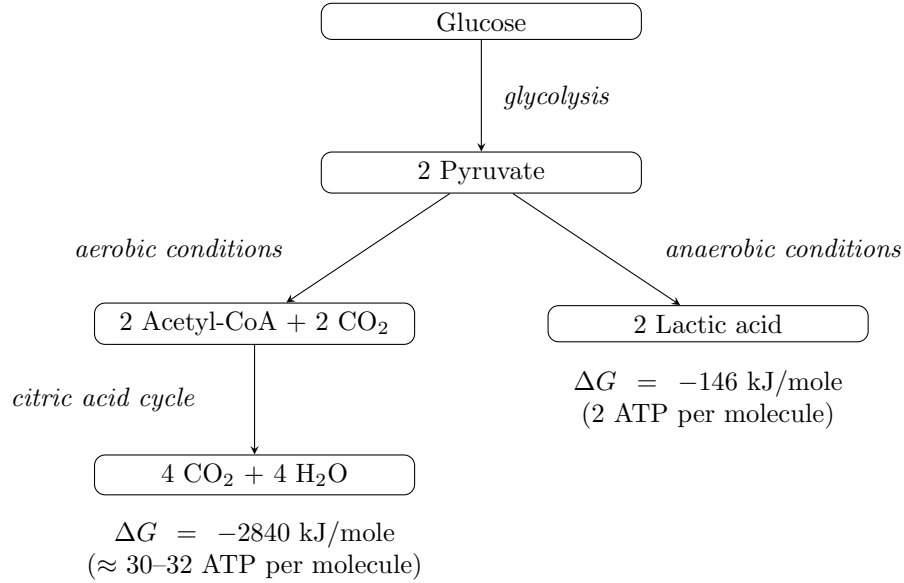 Glucose
glycolysis
2 Pyruvate
aerobic conditions
anaerobic conditions
2 Acetyl-CoA + 2 CO₂
2 Lactic acid
ΔG = −146 kJ/mole
(2 ATP per molecule)
citric acid cycle
4 CO₂ + 4 H₂O
ΔG = −2840 kJ/mole
(≈ 30–32 ATP per molecule)